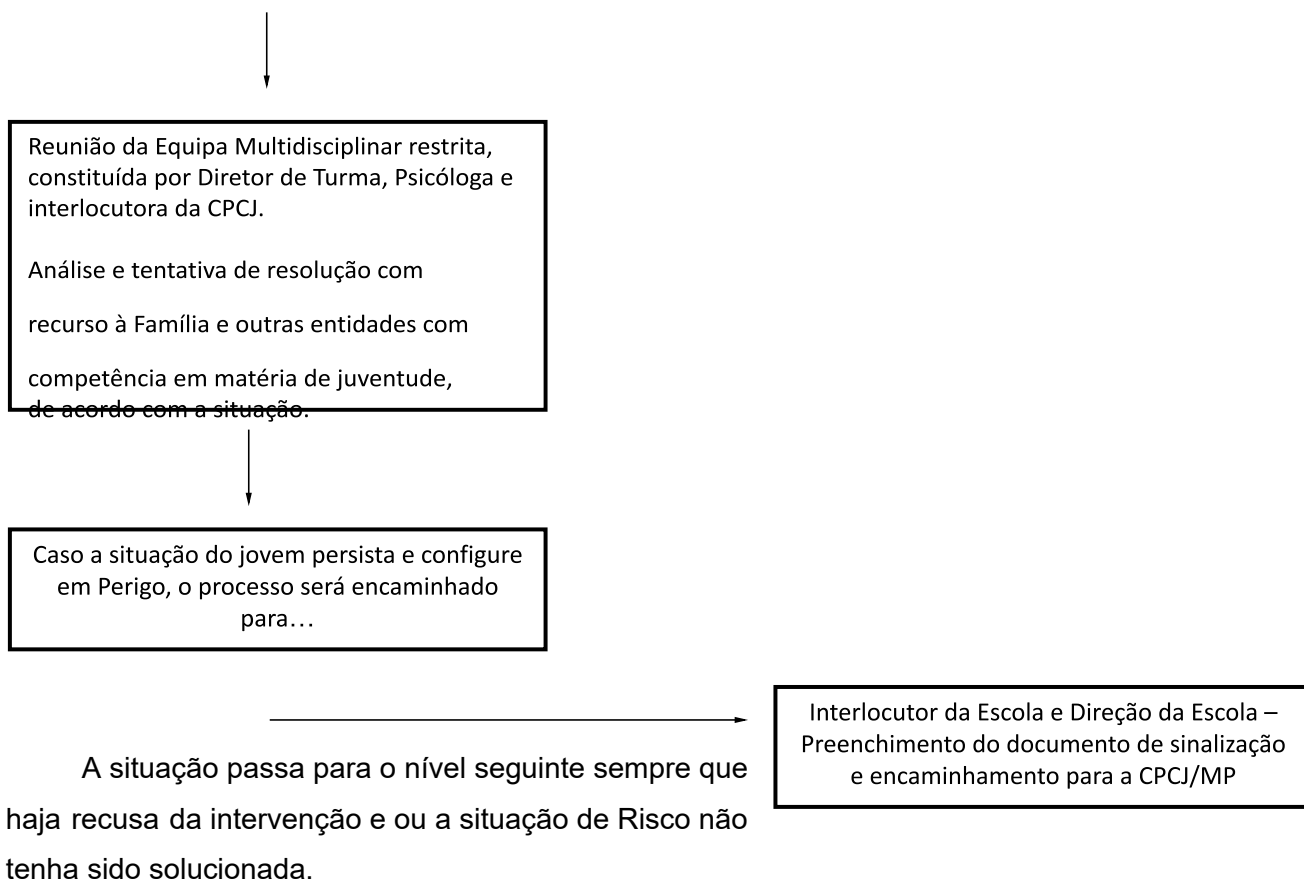 Reunião da Equipa Multidisciplinar restrita,
constituída por Diretor de Turma, Psicóloga e
interlocutora da CPCJ.
Análise e tentativa de resolução com
recurso à Família e outras entidades com
competência em matéria de juventude,
de acordo com a situação.
Caso a situação do jovem persista e configure
em Perigo, o processo será encaminhado
para…
Interlocutor da Escola e Direção da Escola –
Preenchimento do documento de sinalização
e encaminhamento para a CPCJ/MP
A situação passa para o nível seguinte sempre que
haja recusa da intervenção e ou a situação de Risco não
tenha sido solucionada.